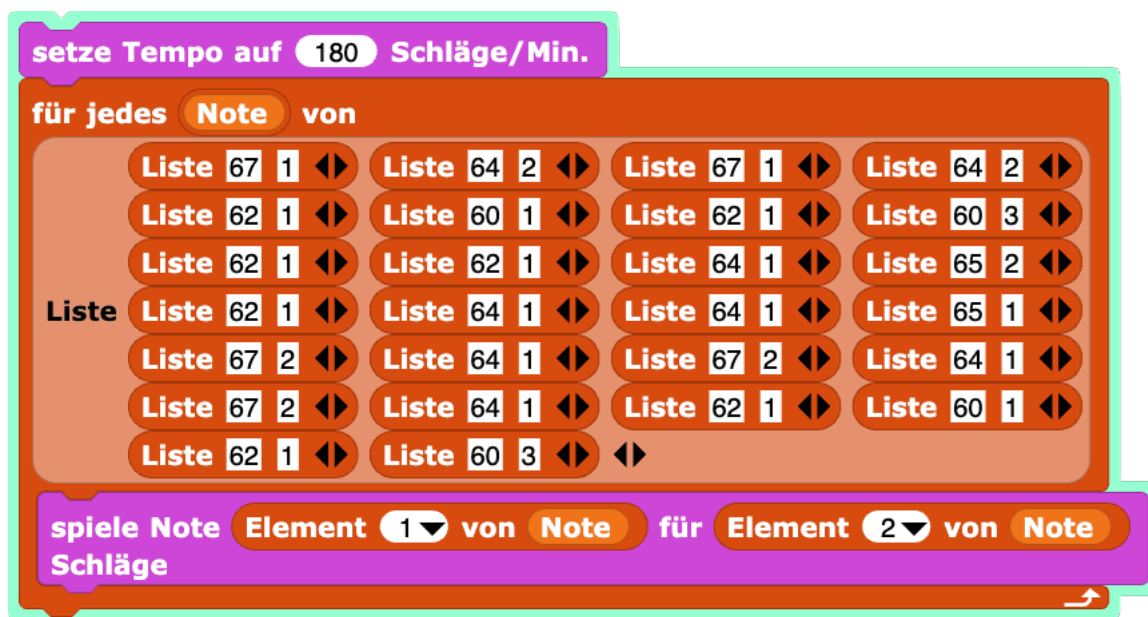 setze Tempo auf 180 Schläge/Min.
für jedes Note von
Liste 67 1 Liste 64 2 Liste 67 1 Liste 64 2
Liste 62 1 Liste 60 1 Liste 62 1 Liste 60 3
Liste 62 1 Liste 62 1 Liste 64 1 Liste 65 2
Liste Liste 62 1 Liste 64 1 Liste 64 1 Liste 65 1
Liste 67 2 Liste 64 1 Liste 67 2 Liste 64 1
Liste 67 2 Liste 64 1 Liste 62 1 Liste 60 1
Liste 62 1 Liste 60 3
spiele Note Element 1 von Note für Element 2 von Note
Schläge